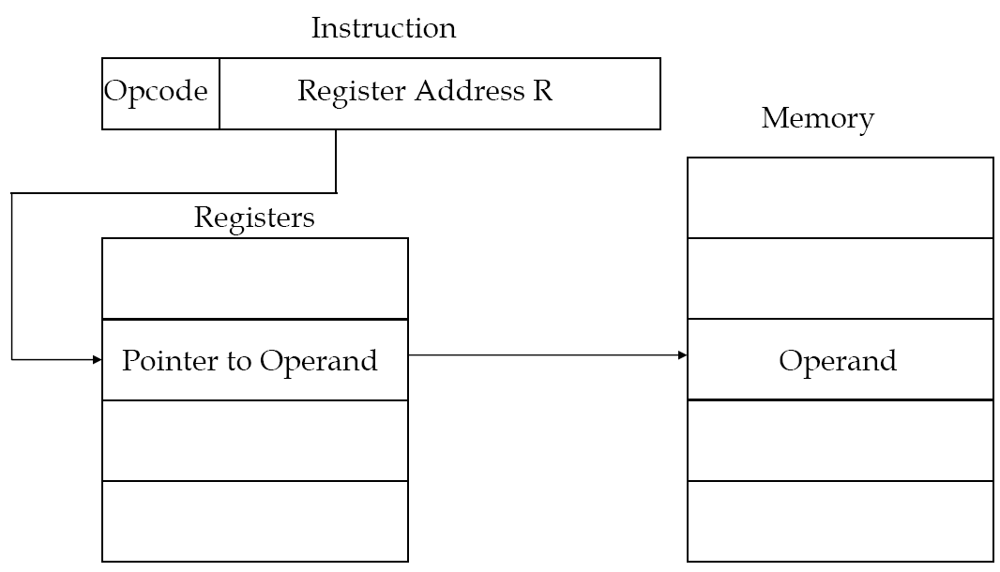 Instruction
Opcode
Register Address R
Memory
Registers
Pointer to Operand
Operand